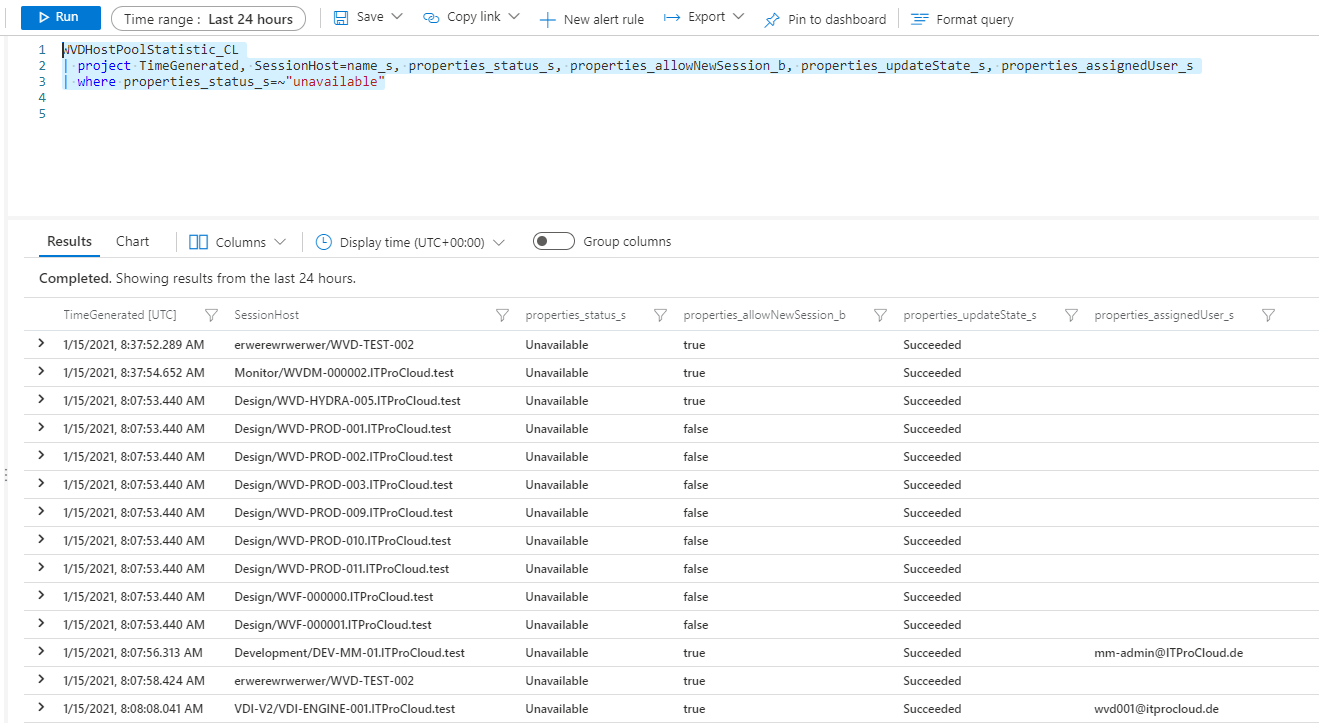 Run Time range : Last 24 hours Save Copy link New alert rule Export Pin to dashboard Format query
1 WVDHostPoolStatistic_CL
2 | project TimeGenerated, SessionHost=name_s, properties_status_s, properties_allowNewSession_b, properties_updateState_s, properties_assignedUser_s
3 | where properties_status_s=~"unavailable"
4
5
Results Chart Columns Display time (UTC+00:00) Group columns
Completed. Showing results from the last 24 hours.
TimeGenerated [UTC] SessionHost properties_status_s properties_allowNewSession_b properties_updateState_s properties_assignedUser_s
1/15/2021, 8:37:52.289 AM erwerewrwerwer/WVD-TEST-002 Unavailable true Succeeded
1/15/2021, 8:37:54.652 AM Monitor/WVDM-000002.ITProCloud.test Unavailable true Succeeded
1/15/2021, 8:07:53.440 AM Design/WVD-HYDRA-005.ITProCloud.test Unavailable true Succeeded
1/15/2021, 8:07:53.440 AM Design/WVD-PROD-001.ITProCloud.test Unavailable false Succeeded
1/15/2021, 8:07:53.440 AM Design/WVD-PROD-002.ITProCloud.test Unavailable false Succeeded
1/15/2021, 8:07:53.440 AM Design/WVD-PROD-003.ITProCloud.test Unavailable false Succeeded
1/15/2021, 8:07:53.440 AM Design/WVD-PROD-009.ITProCloud.test Unavailable false Succeeded
1/15/2021, 8:07:53.440 AM Design/WVD-PROD-010.ITProCloud.test Unavailable false Succeeded
1/15/2021, 8:07:53.440 AM Design/WVD-PROD-011.ITProCloud.test Unavailable false Succeeded
1/15/2021, 8:07:53.440 AM Design/WVF-000000.ITProCloud.test Unavailable false Succeeded
1/15/2021, 8:07:53.440 AM Design/WVF-000001.ITProCloud.test Unavailable false Succeeded
1/15/2021, 8:07:56.313 AM Development/DEV-MM-01.ITProCloud.test Unavailable true Succeeded mm-admin@ITProCloud.de
1/15/2021, 8:07:58.424 AM erwerewrwerwer/WVD-TEST-002 Unavailable true Succeeded
1/15/2021, 8:08:08.041 AM VDI-V2/VDI-ENGINE-001.ITProCloud.test Unavailable true Succeeded wvd001@itprocloud.de